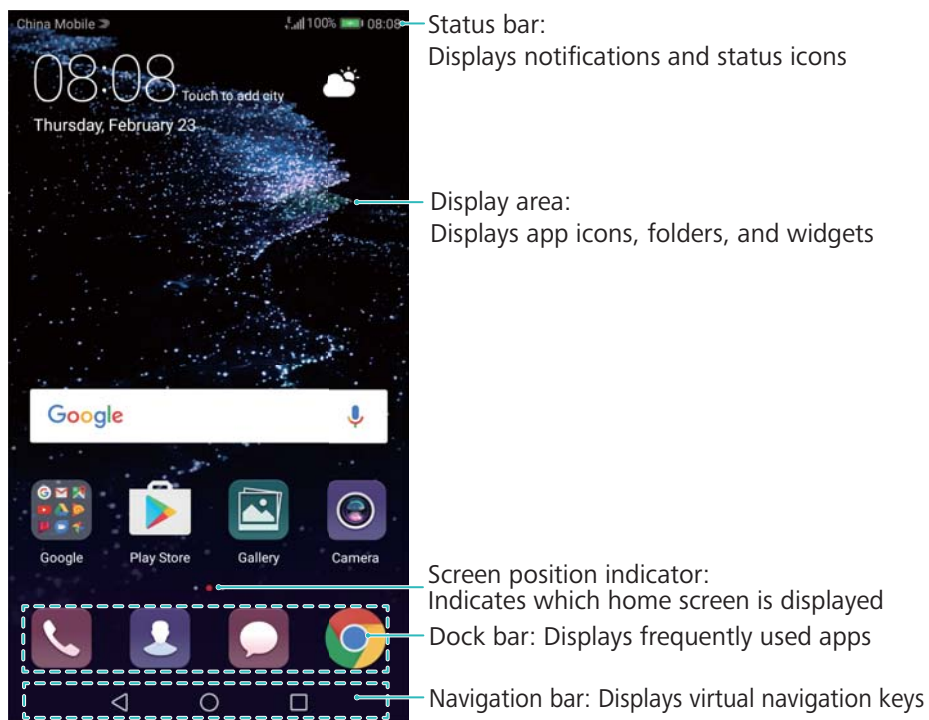 China Mobile
100% 08:08
Status bar:
Displays notifications and status icons
08:08 Touch to add city
Thursday, February 23
Display area:
Displays app icons, folders, and widgets
Google
Google Play Store Gallery Camera
Screen position indicator:
Indicates which home screen is displayed
Dock bar: Displays frequently used apps
Navigation bar: Displays virtual navigation keys